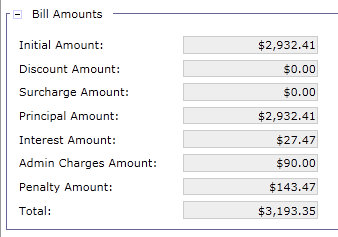 Bill Amounts
Initial Amount: $2,932.41
Discount Amount: $0.00
Surcharge Amount: $0.00
Principal Amount: $2,932.41
Interest Amount: $27.47
Admin Charges Amount: $90.00
Penalty Amount: $143.47
Total: $3,193.35